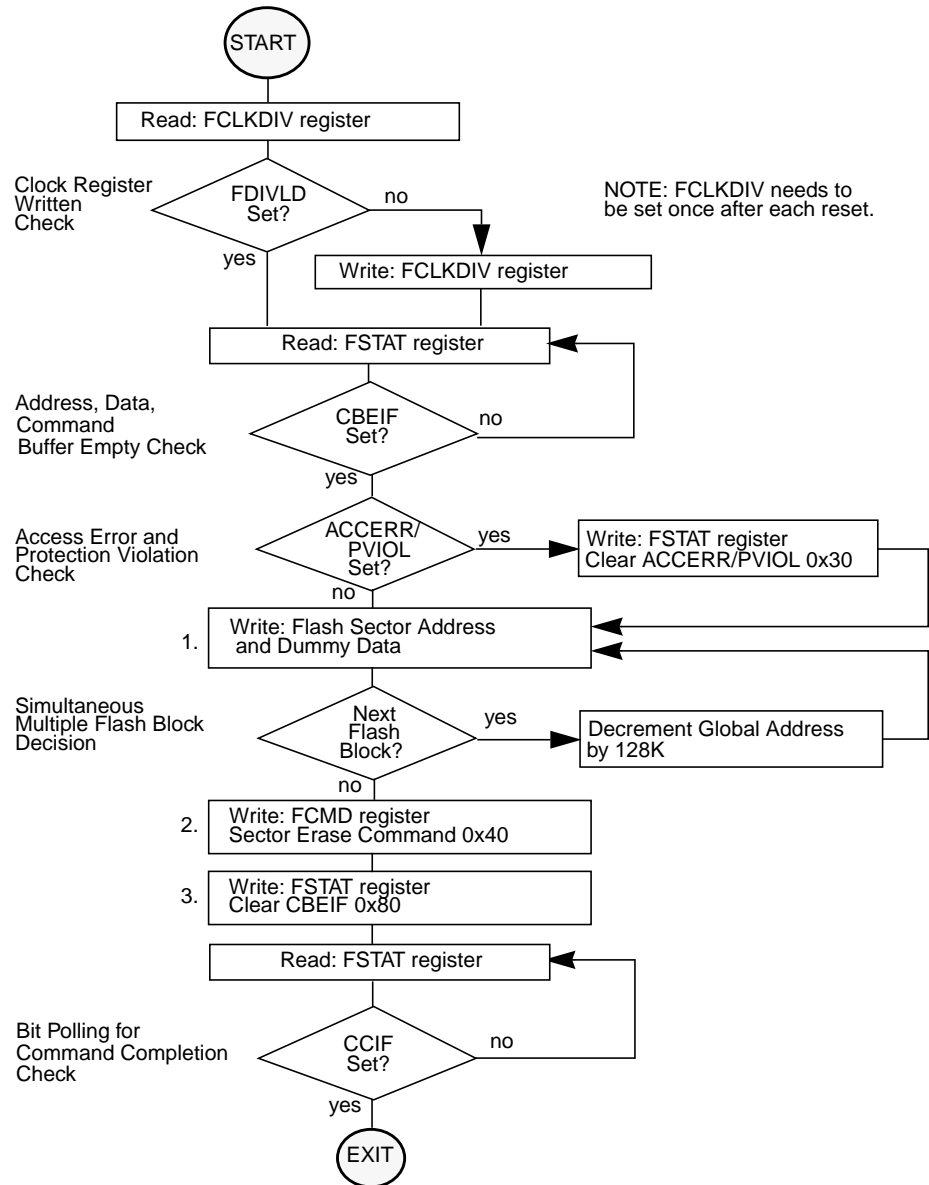 START
Read: FCLKDIV register
Clock Register
Written
Check
FDIVLD
Set?
no
yes
NOTE: FCLKDIV needs to
be set once after each reset.
Write: FCLKDIV register
Read: FSTAT register
Address, Data,
Command
Buffer Empty Check
CBEIF
Set?
no
yes
Access Error and
Protection Violation
Check
ACCERR/
PVIOL
Set?
yes
no
Write: FSTAT register
Clear ACCERR/PVIOL 0x30
1.
Write: Flash Sector Address
and Dummy Data
Simultaneous
Multiple Flash Block
Decision
Next
Flash
Block?
yes
no
Decrement Global Address
by 128K
2.
Write: FCMD register
Sector Erase Command 0x40
3.
Write: FSTAT register
Clear CBEIF 0x80
Read: FSTAT register
Bit Polling for
Command Completion
Check
CCIF
Set?
no
yes
EXIT